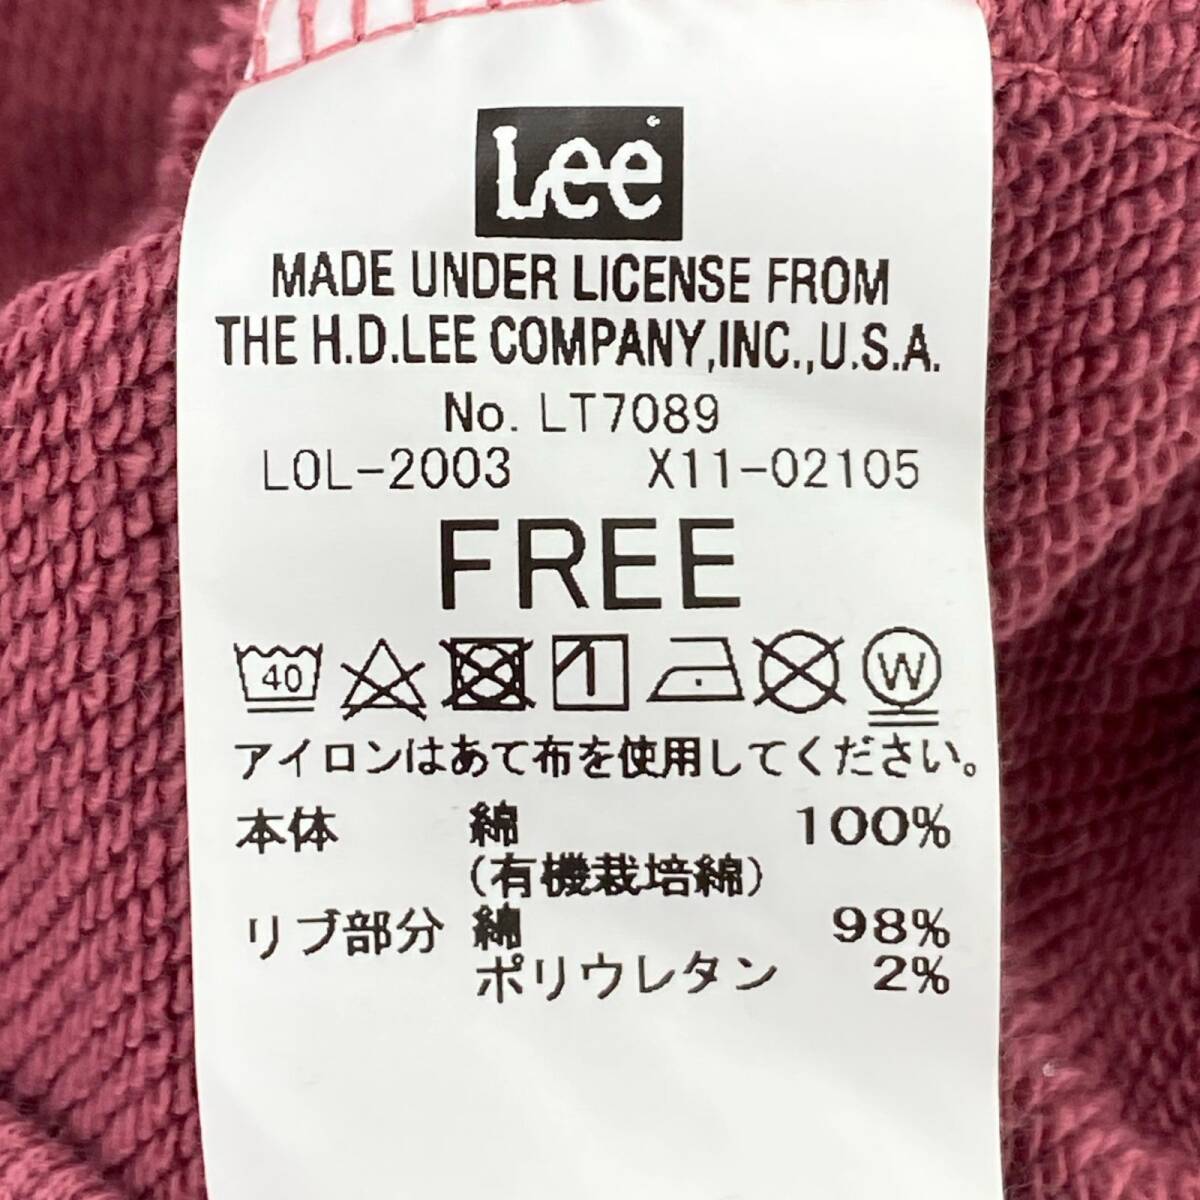 Lee
MADE UNDER LICENSE FROM
THE H.D.LEE COMPANY,INC.,U.S.A.
No. LT7089
LOL-2003 X11-02105
FREE
40 W
アイロンはあて布を使用してください。
本体 綿 100%
(有機栽培綿)
リブ部分 綿 98%
ポリウレタン 2%